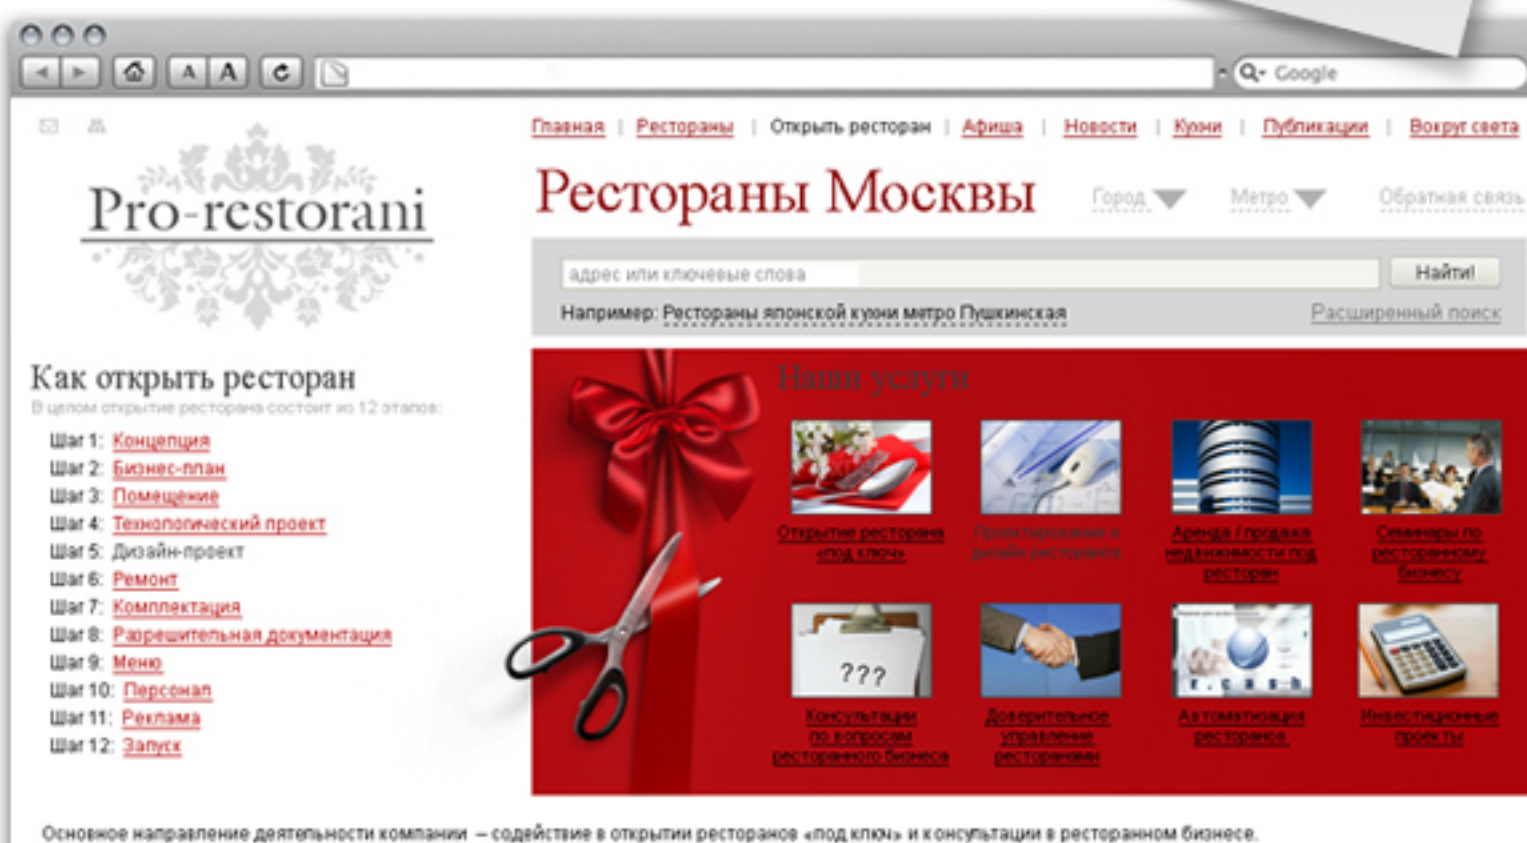 A A
Google
Главная | Рестораны | Открыть ресторан | Афиша | Новости | Кухни | Публикации | Вокруг света
Pro-restorani
Рестораны Москвы
Город Метро Обратная связь
адрес или ключевые слова
Найти!
Например: Рестораны японской кухни метро Пушкинская
Расширенный поиск
Как открыть ресторан
В целом открытие ресторана состоит из 12 этапов:
Шаг 1: Концепция
Шаг 2: Бизнес-план
Шаг 3: Помещение
Шаг 4: Технологический проект
Шаг 5: Дизайн-проект
Шаг 6: Ремонт
Шаг 7: Комплектация
Шаг 8: Разрешительная документация
Шаг 9: Меню
Шаг 10: Персонал
Шаг 11: Реклама
Шаг 12: Запуск
Наши услуги
Открытие ресторана
«под ключ»
Проектирование и
дизайн ресторанов
Аренда / продажа
недвижимости под
ресторан
Семинары по
ресторанному
бизнесу
???
Консультации
по вопросам
ресторанного бизнеса
Доверительное
управление
ресторанами
r.cash
Автоматизация
ресторанов
Инвестиционные
проекты
Основное направление деятельности компании – содействие в открытии ресторанов «под ключ» и консультации в ресторанном бизнесе.